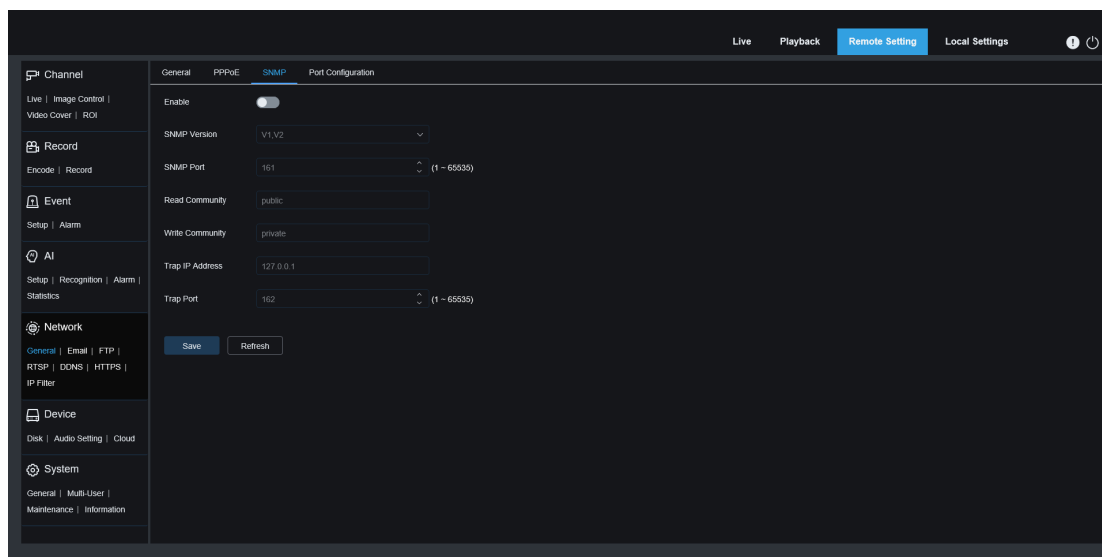 Live Playback Remote Setting Local Settings
Channel
Live | Image Control |
Video Cover | ROI
Record
Encode | Record
Event
Setup | Alarm
AI
Setup | Recognition | Alarm |
Statistics
Network
General | Email | FTP |
RTSP | DDNS | HTTPS |
IP Filter
Device
Disk | Audio Setting | Cloud
System
General | Multi-User |
Maintenance | Information
General PPPoE SNMP Port Configuration
Enable
SNMP Version V1,V2
SNMP Port 161 (1 ~ 65535)
Read Community public
Write Community private
Trap IP Address 127.0.0.1
Trap Port 162 (1 ~ 65535)
Save Refresh